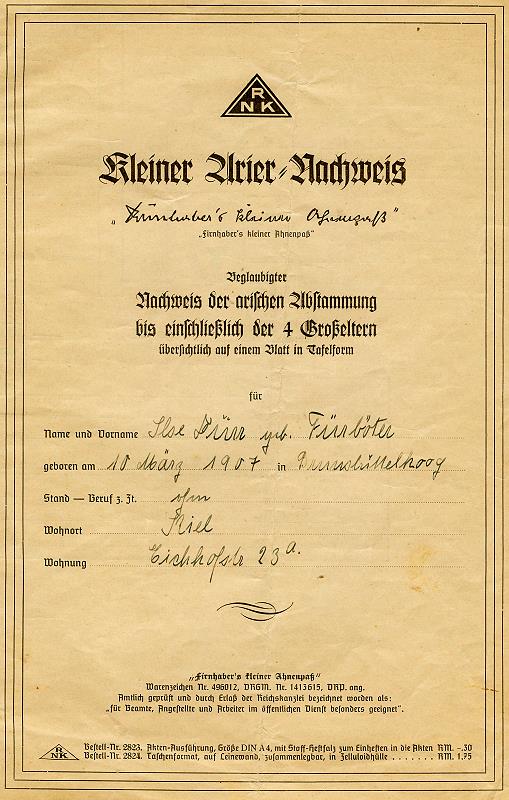 R
NK
Kleiner Arier-Nachweis
„Firnhaber's kleiner Ahnenpaß"
„Firnhaber's kleiner Ahnenpaß"
Beglaubigter
Nachweis der arischen Abstammung
bis einschließlich der 4 Großeltern
übersichtlich auf einem Blatt in Tafelform
für
Name und Vorname Ilse geb. Fürböter
geboren am 10 März 1907 in Brunsbüttelkoog
Stand — Beruf z. Zt. ohne
Wohnort Kiel
Wohnung Eichhofstr 23a.
„Firnhaber's kleiner Ahnenpaß"
Warenzeichen Nr. 496012, DRGM. Nr. 1413615, DRP. ang.
Amtlich geprüft und durch Erlaß der Reichskanzlei bezeichnet worden als:
„für Beamte, Angestellte und Arbeiter im öffentlichen Dienst besonders geeignet".
R
NK
Bestell-Nr. 2823. Akten-Ausführung, Größe DIN A 4, mit Stoff-Heftfalz zum Einheften in die Akten RM. -.30
Bestell-Nr. 2824. Taschenformat, auf Leinewand, zusammenlegbar, in Zelluloidhülle . . . . . . . RM. 1.75